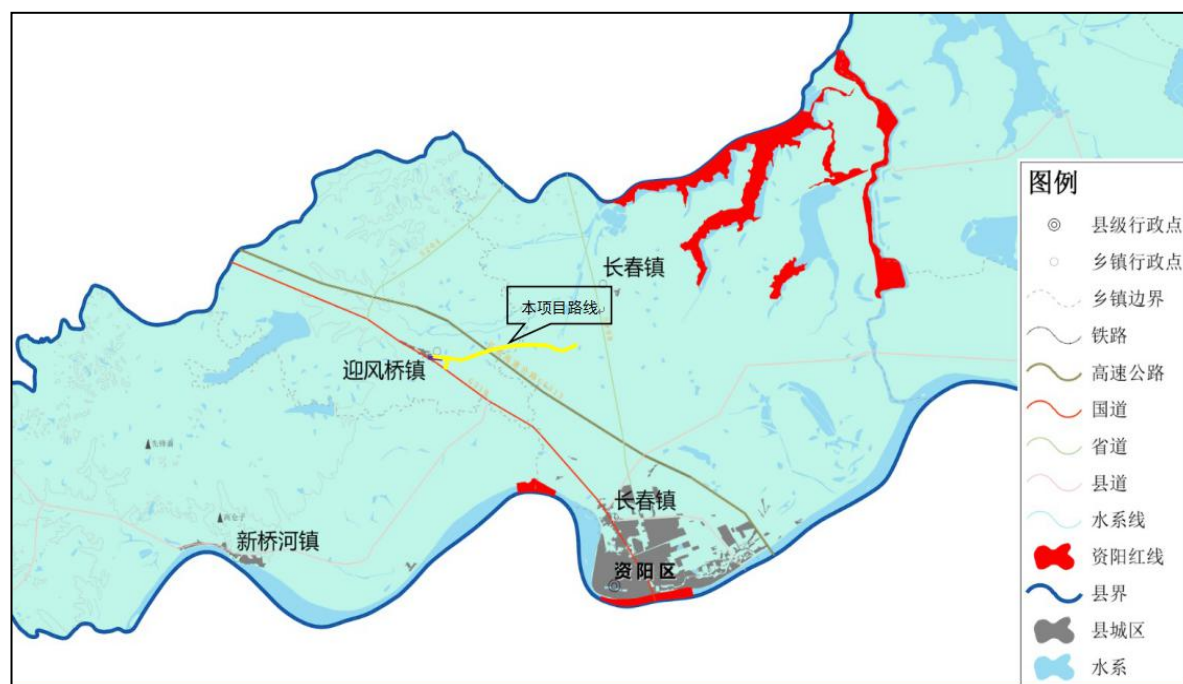 长春镇
本项目路线
迎风桥镇
新桥河镇
长春镇
资阳区
图例
县级行政点
乡镇行政点
乡镇边界
铁路
高速公路
国道
省道
县道
水系线
资阳红线
县界
县城区
水系